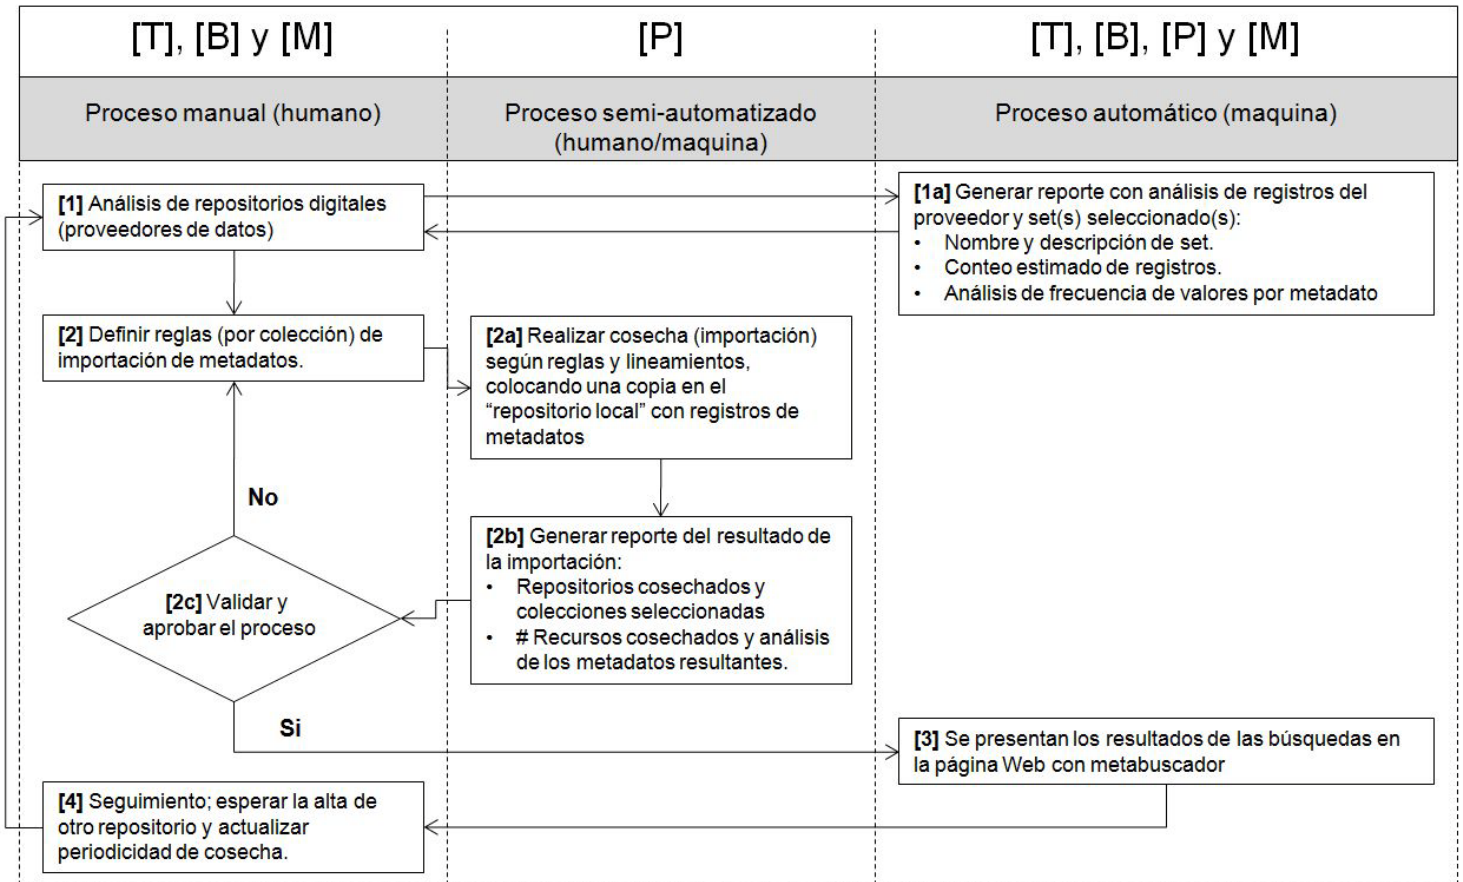 [T], [B] y [M]
[P]
[T], [B], [P] y [M]
Proceso manual (humano)
Proceso semi-automatizado
(humano/maquina)
Proceso automático (maquina)
[1] Análisis de repositorios digitales
(proveedores de datos)
[1a] Generar reporte con análisis de registros del
proveedor y set(s) seleccionado(s):
• Nombre y descripción de set.
• Conteo estimado de registros.
• Análisis de frecuencia de valores por metadato
[2] Definir reglas (por colección) de
importación de metadatos.
[2a] Realizar cosecha (importación)
según reglas y lineamientos,
colocando una copia en el
“repositorio local” con registros de
metadatos
No
[2b] Generar reporte del resultado de
la importación:
• Repositorios cosechados y
colecciones seleccionadas
• # Recursos cosechados y análisis
de los metadatos resultantes.
[2c] Validar y
aprobar el proceso
Si
[3] Se presentan los resultados de las búsquedas en
la página Web con metabuscador
[4] Seguimiento; esperar la alta de
otro repositorio y actualizar
periodicidad de cosecha.